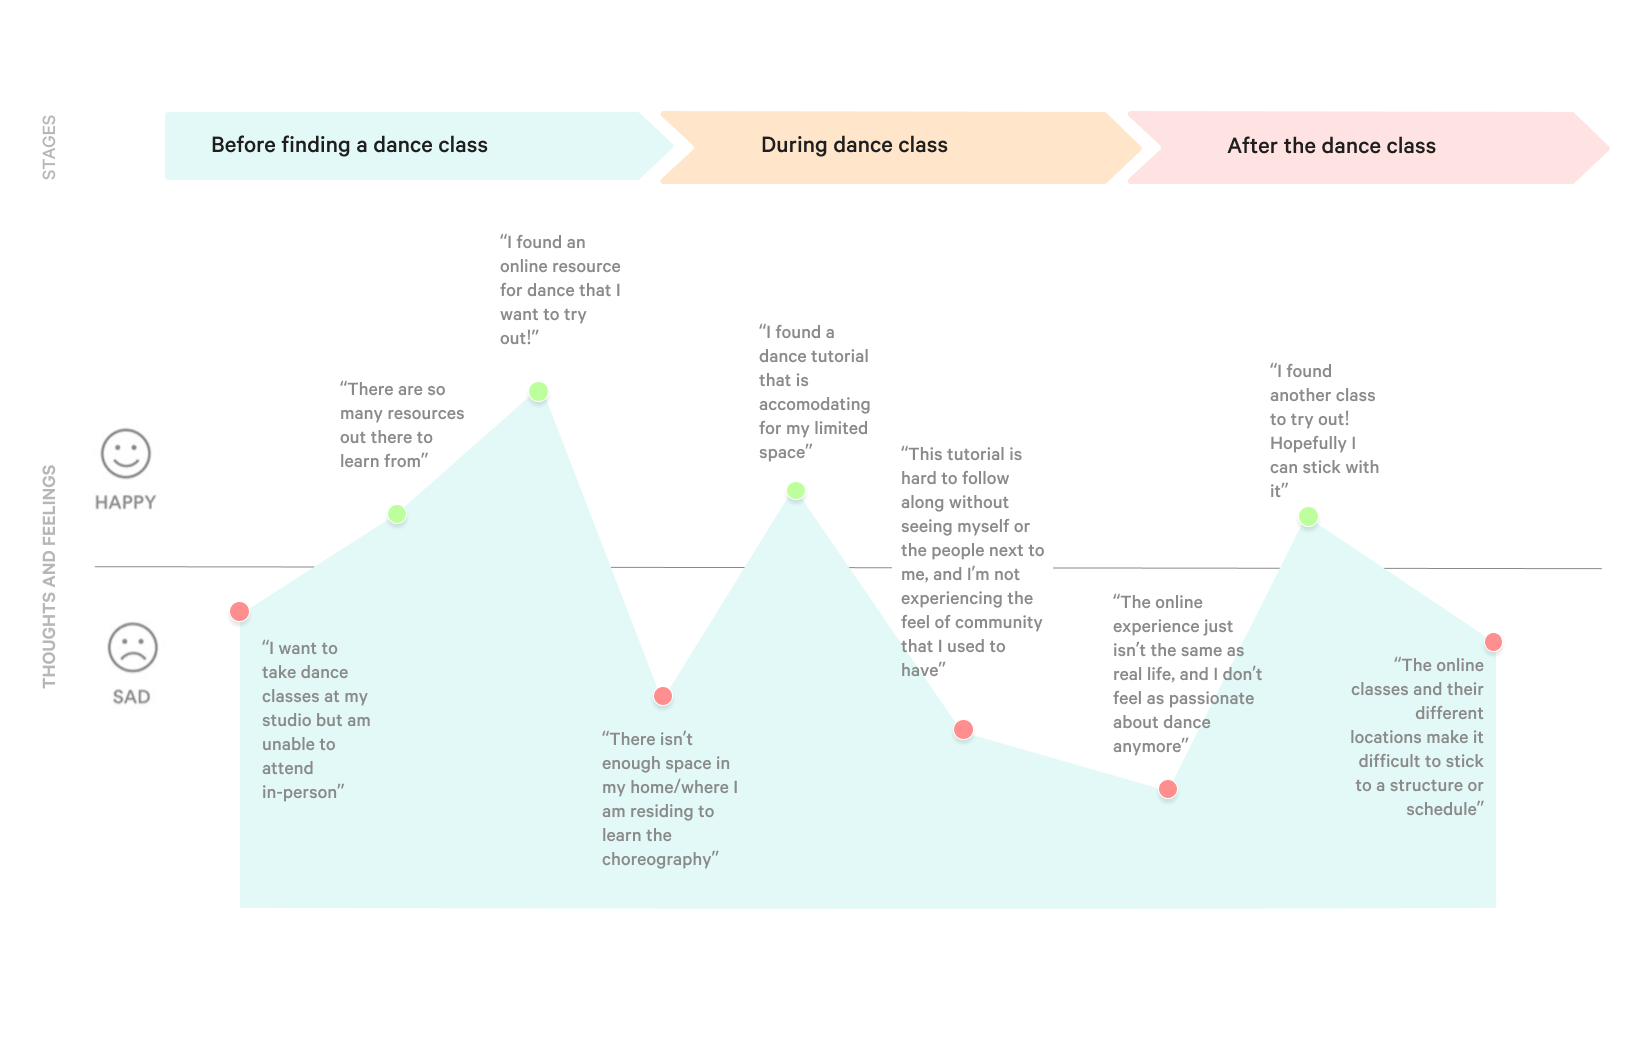 STAGES
Before finding a dance class
During dance class
After the dance class
THOUGHTS AND FEELINGS
HAPPY
SAD
“I want to
take dance
classes at my
studio but am
unable to
attend
in-person”
“There are so
many resources
out there to
learn from”
“I found an
online resource
for dance that I
want to try
out!”
“There isn’t
enough space in
my home/where I
am residing to
learn the
choreography”
“I found a
dance tutorial
that is
accomodating
for my limited
space”
“This tutorial is
hard to follow
along without
seeing myself or
the people next to
me, and I’m not
experiencing the
feel of community
that I used to
have”
“The online
experience just
isn’t the same as
real life, and I don’t
feel as passionate
about dance
anymore”
“I found
another class
to try out!
Hopefully I
can stick with
it”
“The online
classes and their
different
locations make it
difficult to stick
to a structure or
schedule”